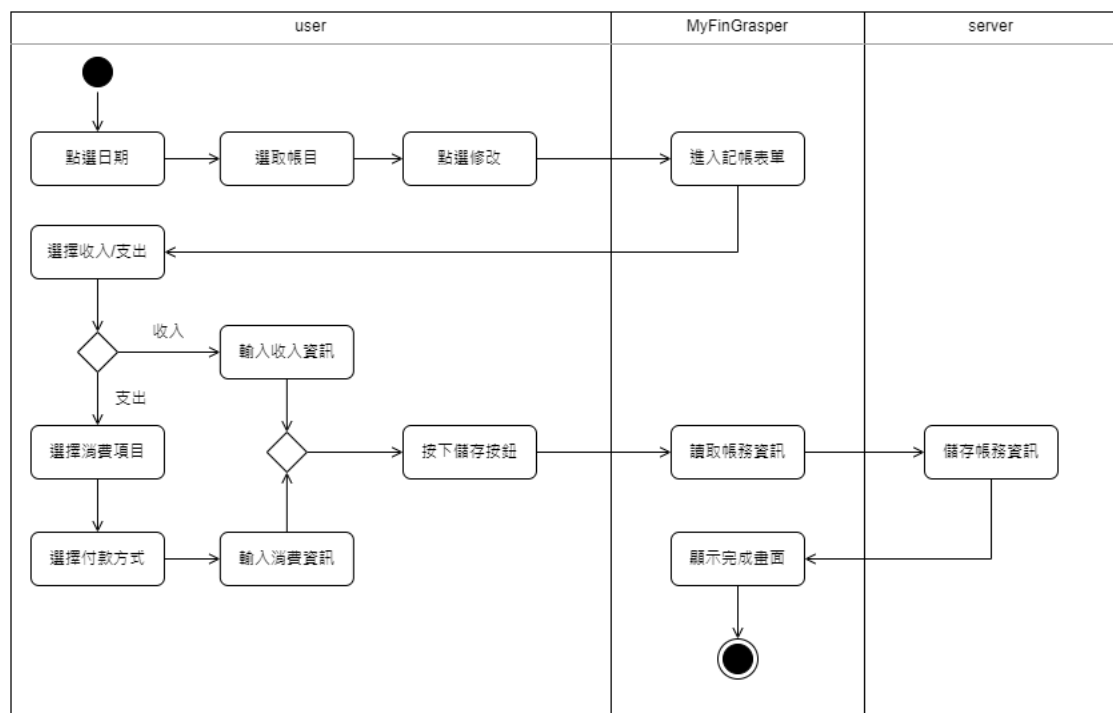 user
MyFinGrasper
server
點選日期
選取帳目
點選修改
進入記帳表單
選擇收入/支出
收入
輸入收入資訊
支出
選擇消費項目
按下儲存按鈕
讀取帳務資訊
儲存帳務資訊
選擇付款方式
輸入消費資訊
顯示完成畫面